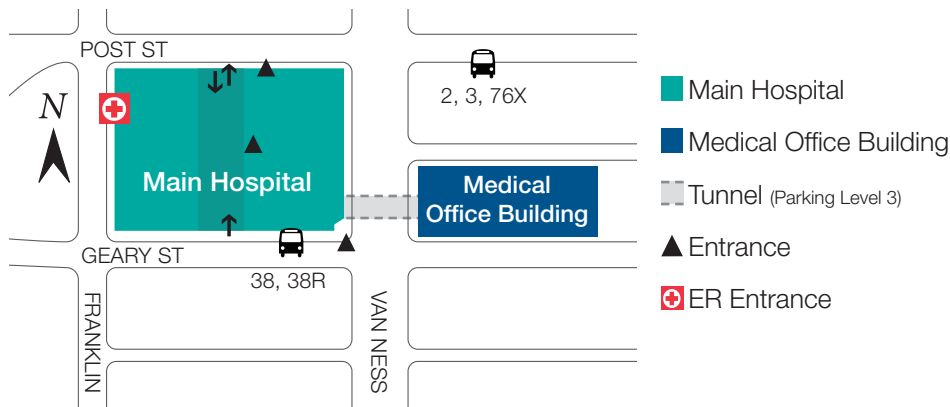 POST ST
N
2, 3, 76X
Main Hospital
Medical
Office Building
GEARY ST
38, 38R
FRANKLIN
VAN NESS
Main Hospital
Medical Office Building
Tunnel (Parking Level 3)
Entrance
ER Entrance